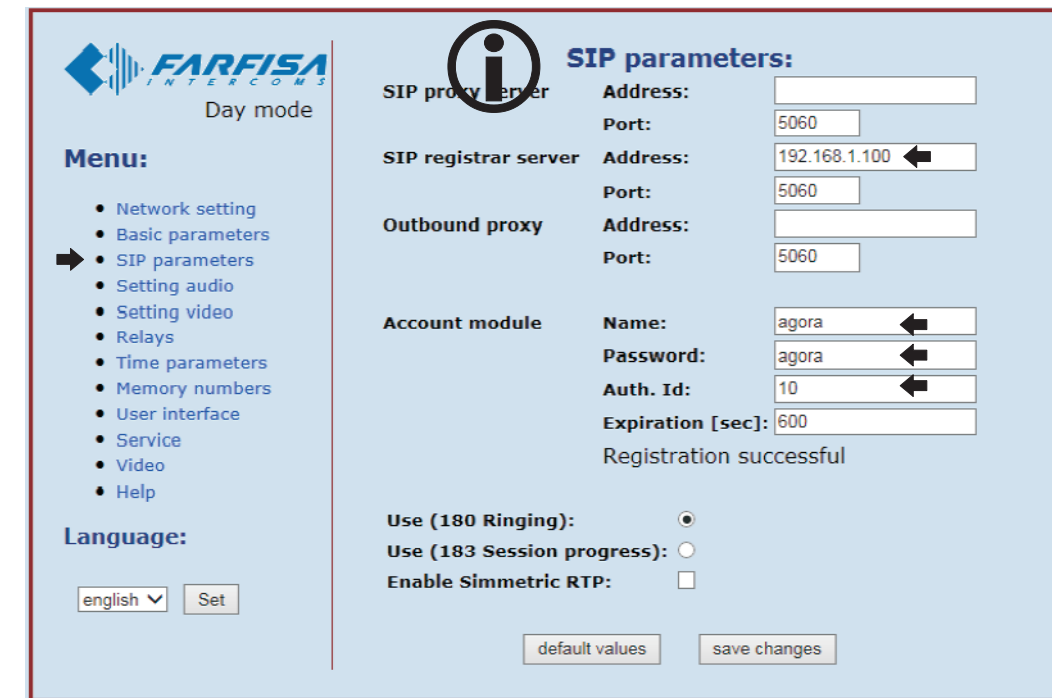 FARFISA
INTERCOMS
Day mode
Menu:
Network setting
Basic parameters
SIP parameters
Setting audio
Setting video
Relays
Time parameters
Memory numbers
User interface
Service
Video
Help
Language:
english Set
SIP parameters:
SIP proxy server Address:
Port: 5060
SIP registrar server Address: 192.168.1.100
Port: 5060
Outbound proxy Address:
Port: 5060
Account module Name: agora
Password: agora
Auth. Id: 10
Expiration [sec]: 600
Registration successful
Use (180 Ringing):
Use (183 Session progress):
Enable Simmetric RTP:
default values save changes